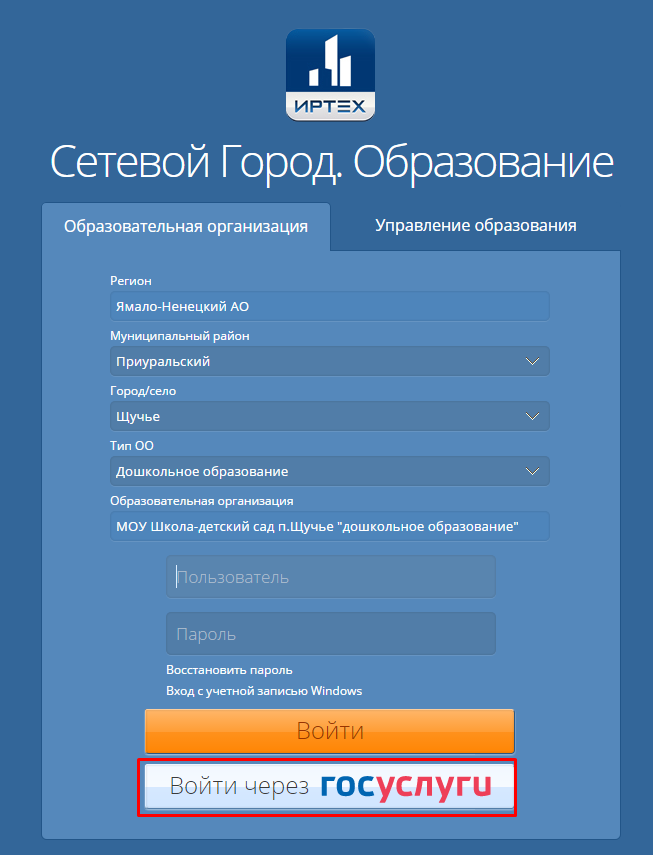 ИРТЕХ
Сетевой Город. Образование
Образовательная организация
Управление образования
Регион
Ямало-Ненецкий АО
Муниципальный район
Приуральский
Город/село
Щучье
Тип ОО
Дошкольное образование
Образовательная организация
МОУ Школа-детский сад п.Щучье "дошкольное образование"
Пользователь
Пароль
Восстановить пароль
Вход с учетной записью Windows
Войти
Войти через госуслуги